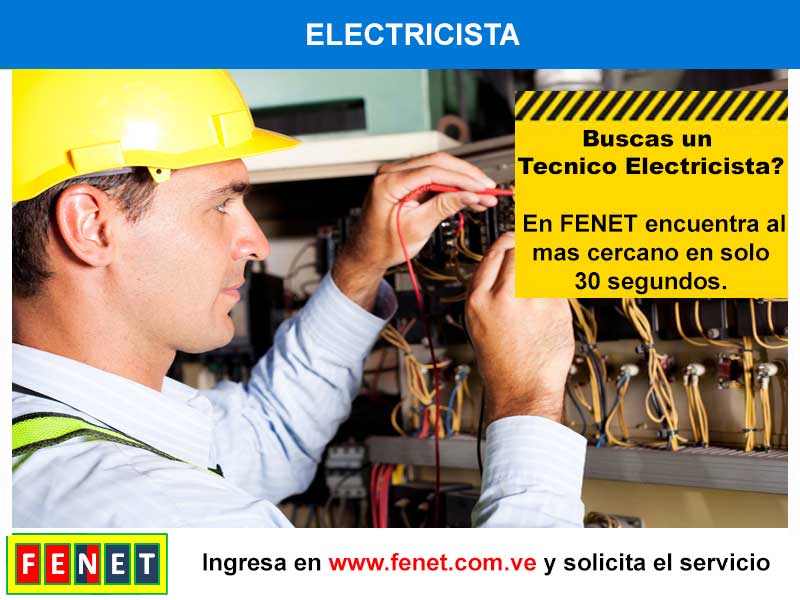 ELECTRICISTA
Buscas un
Tecnico Electricista?
En FENET encuentra al
mas cercano en solo
30 segundos.
FENET
Ingresa en www.fenet.com.ve y solicita el servicio